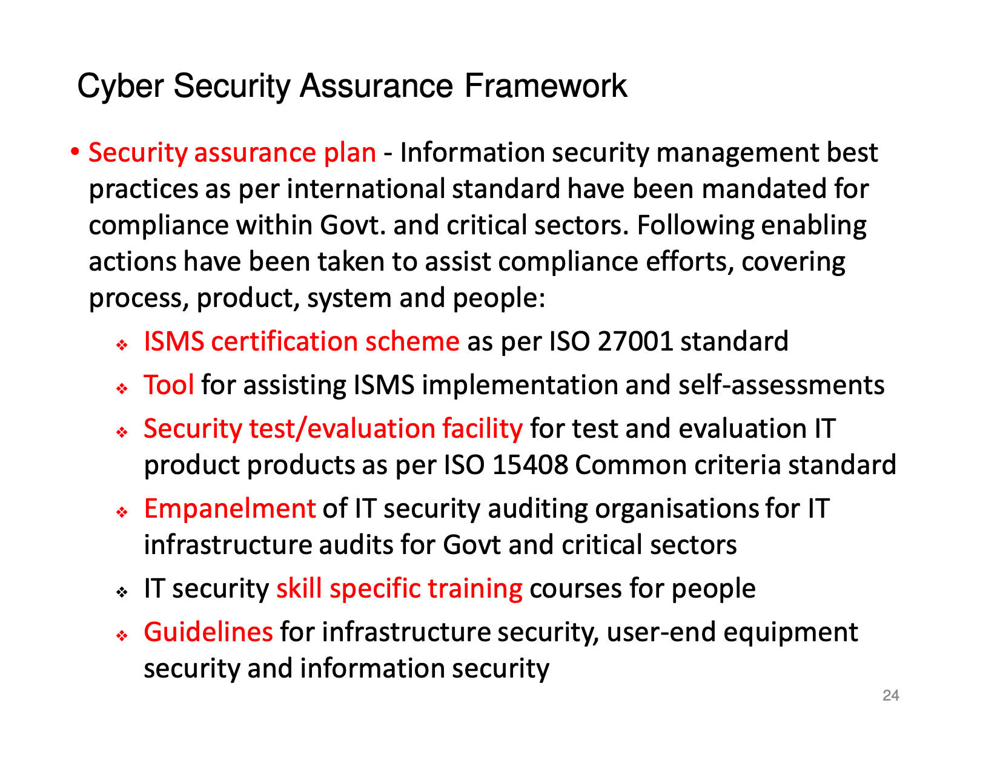 Cyber Security Assurance Framework
• Security assurance plan - Information security management best
practices as per international standard have been mandated for
compliance within Govt. and critical sectors. Following enabling
actions have been taken to assist compliance efforts, covering
process, product, system and people:
❖ ISMS certification scheme as per ISO 27001 standard
❖ Tool for assisting ISMS implementation and self-assessments
❖ Security test/evaluation facility for test and evaluation IT
product products as per ISO 15408 Common criteria standard
❖ Empanelment of IT security auditing organisations for IT
infrastructure audits for Govt and critical sectors
❖ IT security skill specific training courses for people
❖ Guidelines for infrastructure security, user-end equipment
security and information security
24